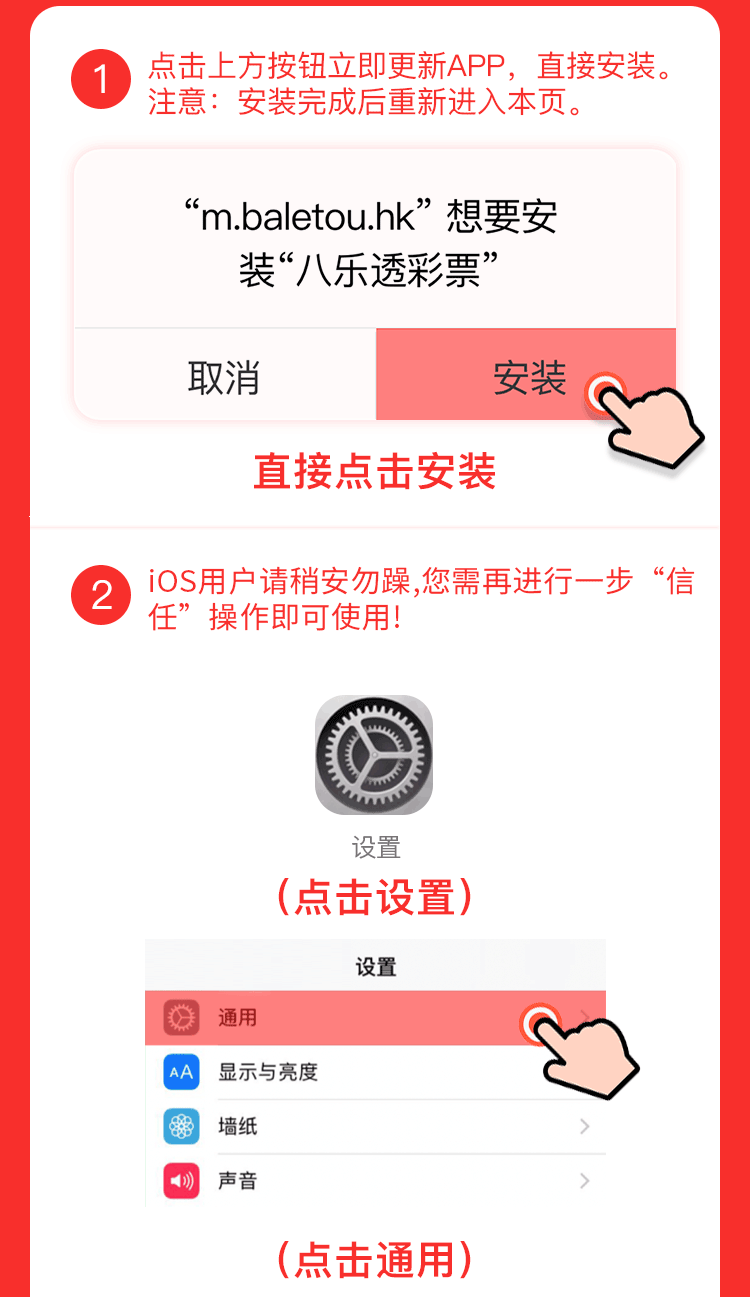 1
点击上方按钮立即更新APP，直接安装。
注意：安装完成后重新进入本页。
“m.baletou.hk” 想要安
装“八乐透彩票”
取消
安装
直接点击安装
2
iOS用户请稍安勿躁,您需再进行一步“信
任”操作即可使用!
设置
(点击设置)
设置
通用
AA
显示与亮度
墙纸
声音
(点击通用)